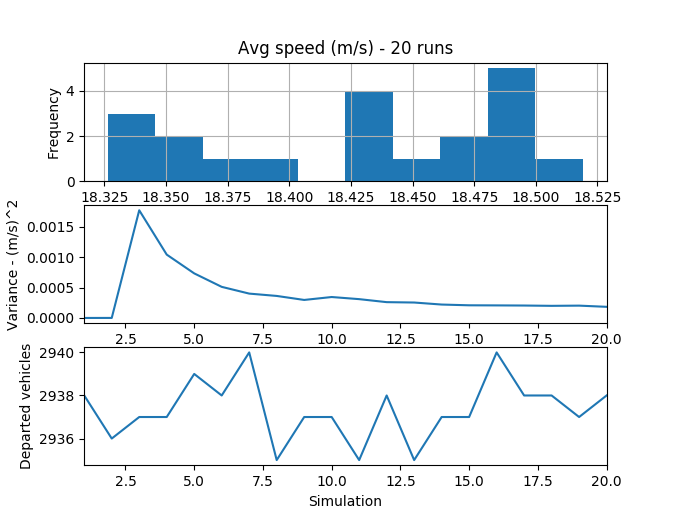 Avg speed (m/s) - 20 runs
Frequency
4
2
0
18.325 18.350 18.375 18.400 18.425 18.450 18.475 18.500 18.525
Variance - (m/s)^2
0.0015
0.0010
0.0005
0.0000
2.5 5.0 7.5 10.0 12.5 15.0 17.5 20.0
Departed vehicles
2940
2938
2936
2.5 5.0 7.5 10.0 12.5 15.0 17.5 20.0
Simulation